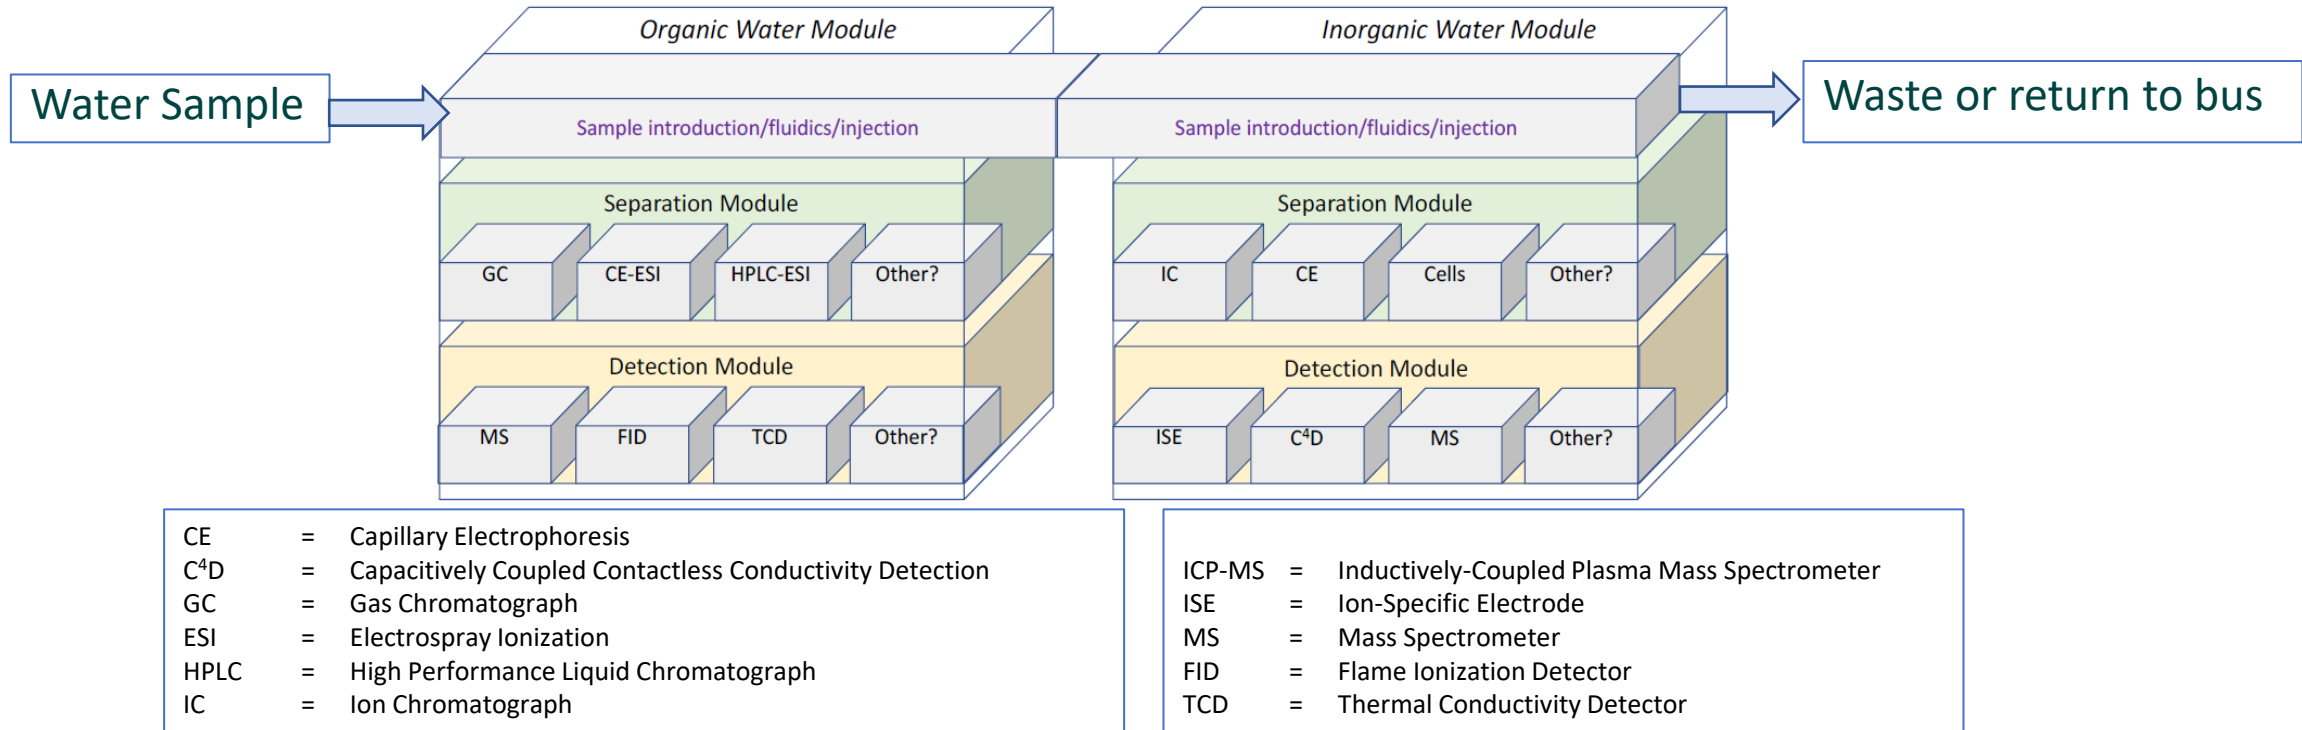 Organic Water Module
Inorganic Water Module
Water Sample
Waste or return to bus
Sample introduction/fluidics/injection
Sample introduction/fluidics/injection
Separation Module
GC
CE-ESI
HPLC-ESI
Other?
Separation Module
IC
CE
Cells
Other?
Detection Module
MS
FID
TCD
Other?
Detection Module
ISE
C⁴D
MS
Other?
CE = Capillary Electrophoresis
C⁴D = Capacitively Coupled Contactless Conductivity Detection
GC = Gas Chromatograph
ESI = Electrospray Ionization
HPLC = High Performance Liquid Chromatograph
IC = Ion Chromatograph
ICP-MS = Inductively-Coupled Plasma Mass Spectrometer
ISE = Ion-Specific Electrode
MS = Mass Spectrometer
FID = Flame Ionization Detector
TCD = Thermal Conductivity Detector